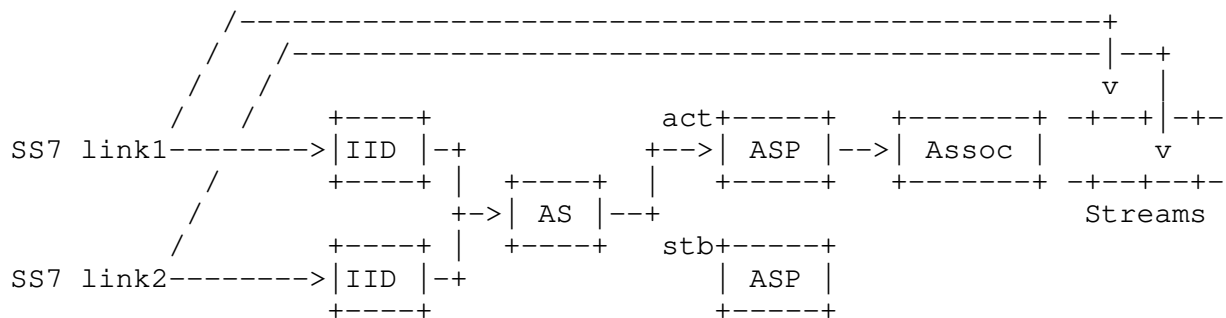 /-------------------------------------------------+
      /  /----------------------------------------------|--+
     /  /                                               v  |
    /  /       +----+             act+-----+   +-------+ -+--+|-+-
SS7 link1-------->|IID |-+          +-->| ASP |-->| Assoc |    v
     /            +----+ |  +----+  |   +-----+   +-------+ -+--+--+-
    /                    +->| AS |--+                        Streams
   /              +----+ |  +----+   stb+-----+
SS7 link2-------->|IID |-+              | ASP |
                  +----+                +-----+